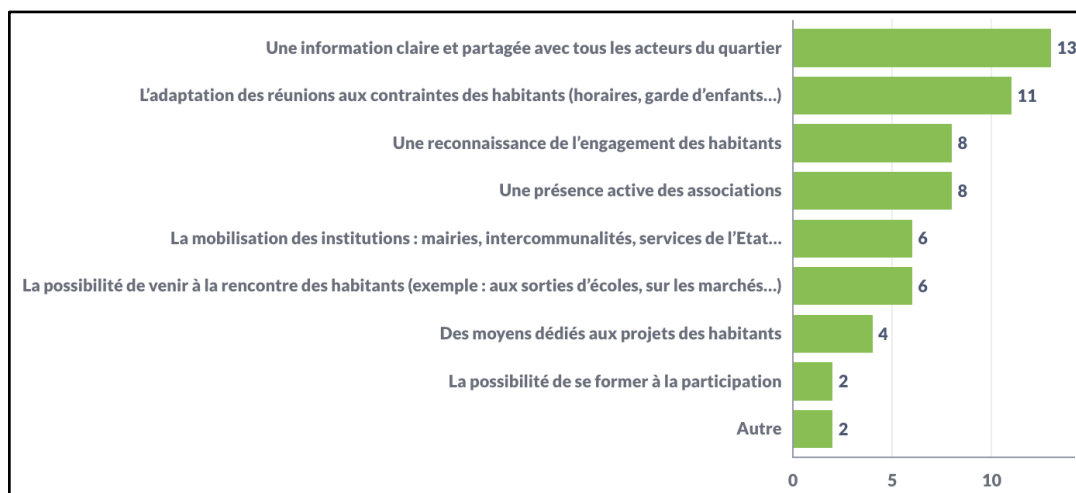 Une information claire et partagée avec tous les acteurs du quartier 13
L’adaptation des réunions aux contraintes des habitants (horaires, garde d’enfants…) 11
Une reconnaissance de l’engagement des habitants 8
Une présence active des associations 8
La mobilisation des institutions : mairies, intercommunalités, services de l’Etat… 6
La possibilité de venir à la rencontre des habitants (exemple : aux sorties d’écoles, sur les marchés…) 6
Des moyens dédiés aux projets des habitants 4
La possibilité de se former à la participation 2
Autre 2
0 5 10